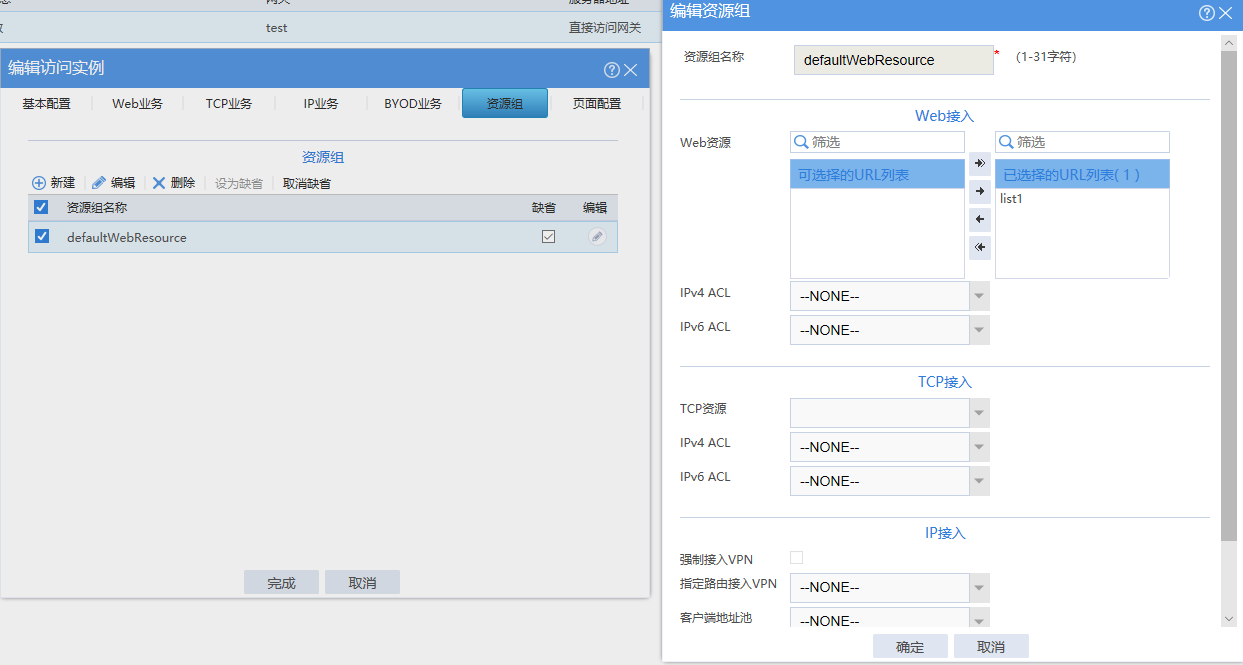 test
直接访问网关
编辑访问实例
基本配置 Web业务 TCP业务 IP业务 BYOD业务 资源组 页面配置
资源组
新建 编辑 删除 设为缺省 取消缺省
资源组名称 缺省 编辑
defaultWebResource
完成 取消
编辑资源组
资源组名称 defaultWebResource * (1-31字符)
Web接入
Web资源 筛选 筛选
可选择的URL列表 已选择的URL列表( 1 )
list1
IPv4 ACL --NONE--
IPv6 ACL --NONE--
TCP接入
TCP资源
IPv4 ACL --NONE--
IPv6 ACL --NONE--
IP接入
强制接入VPN
指定路由接入VPN --NONE--
客户端地址池 --NONE--
确定 取消